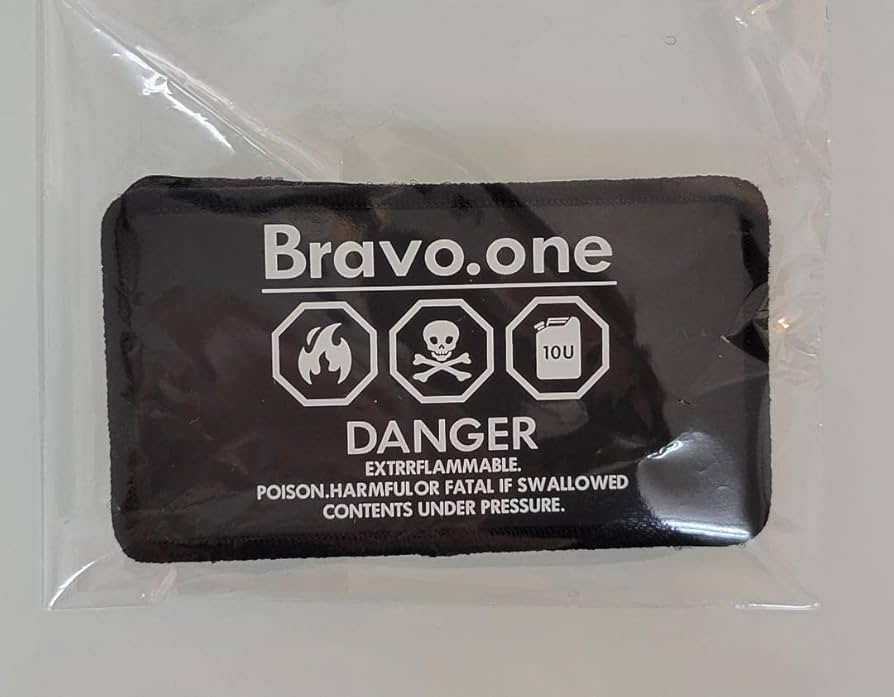 Bravo.one
10U
DANGER
EXTRRFLAMMABLE.
POISON.HARMFULOR FATAL IF SWALLOWED
CONTENTS UNDER PRESSURE.